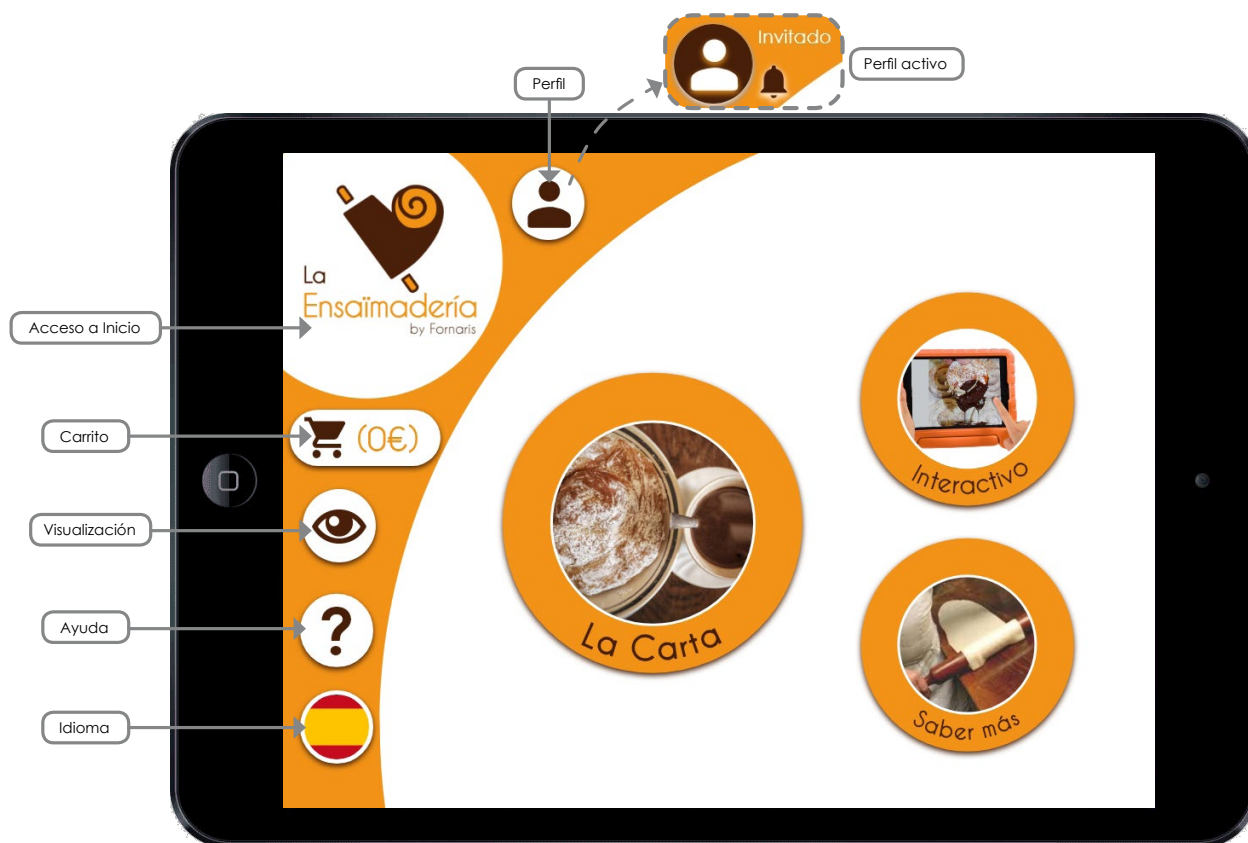 Invitado
Perfil activo
Perfil
La
Ensaïmadería
by Fornaris
Acceso a Inicio
Carrito
(0€)
Interactivo
Visualización
Ayuda
?
La Carta
Idioma
Saber más